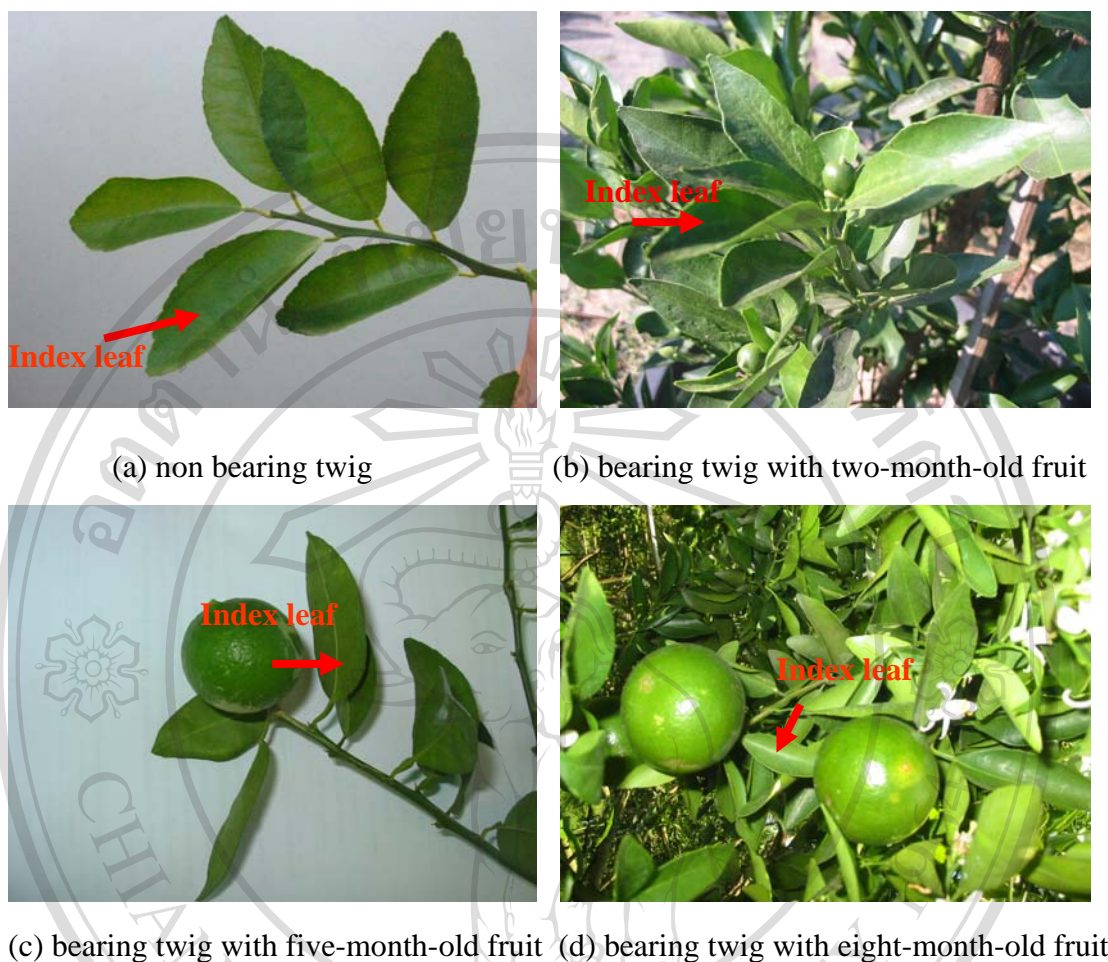 Index leaf
Index leaf
(a) non bearing twig
(b) bearing twig with two-month-old fruit
Index leaf
Index leaf
(c) bearing twig with five-month-old fruit
(d) bearing twig with eight-month-old fruit